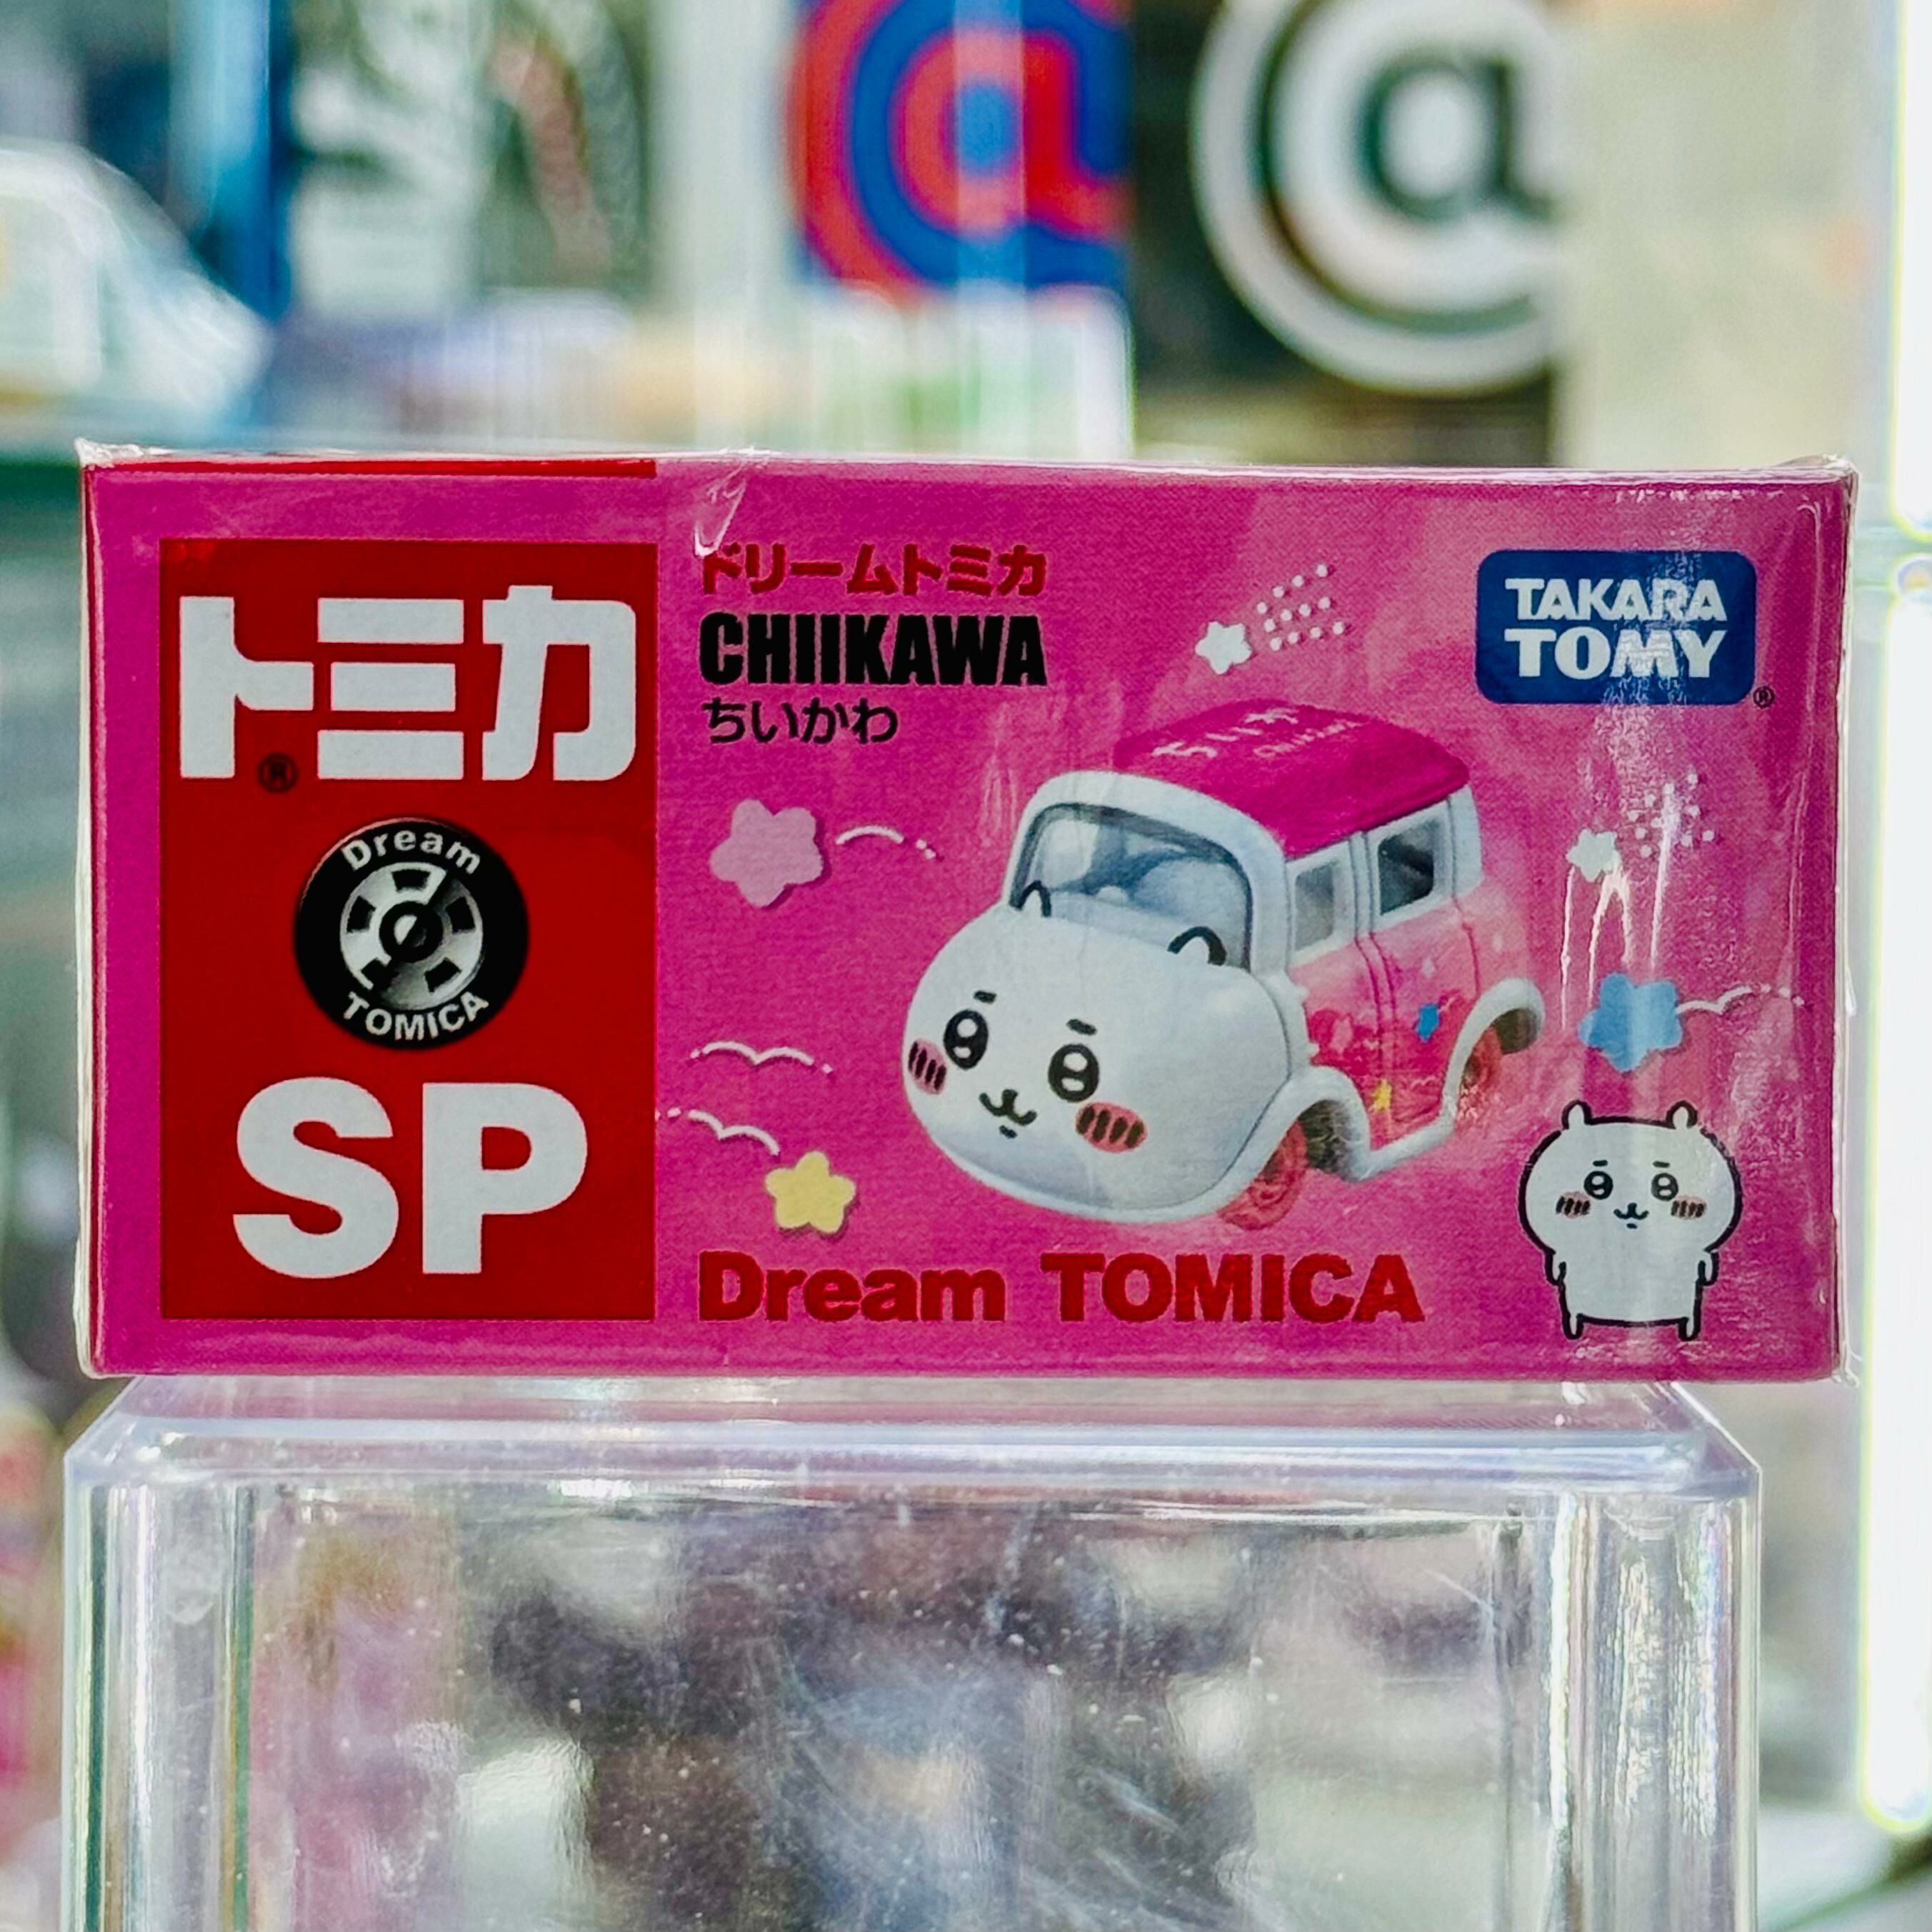 @
@
トミカ
®
Dream
TOMICA
SP
ドリームトミカ
CHIIKAWA
ちいかわ
TAKARA
TOMY
®
Dream TOMICA